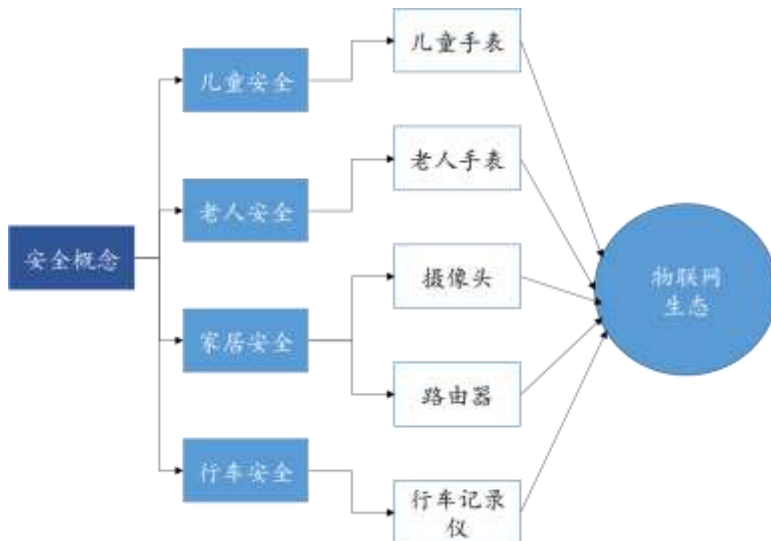 儿童手表
儿童安全
老人手表
老人安全
安全概念
摄像头
物联网
生态
家居安全
路由器
行车安全
行车记录
仪